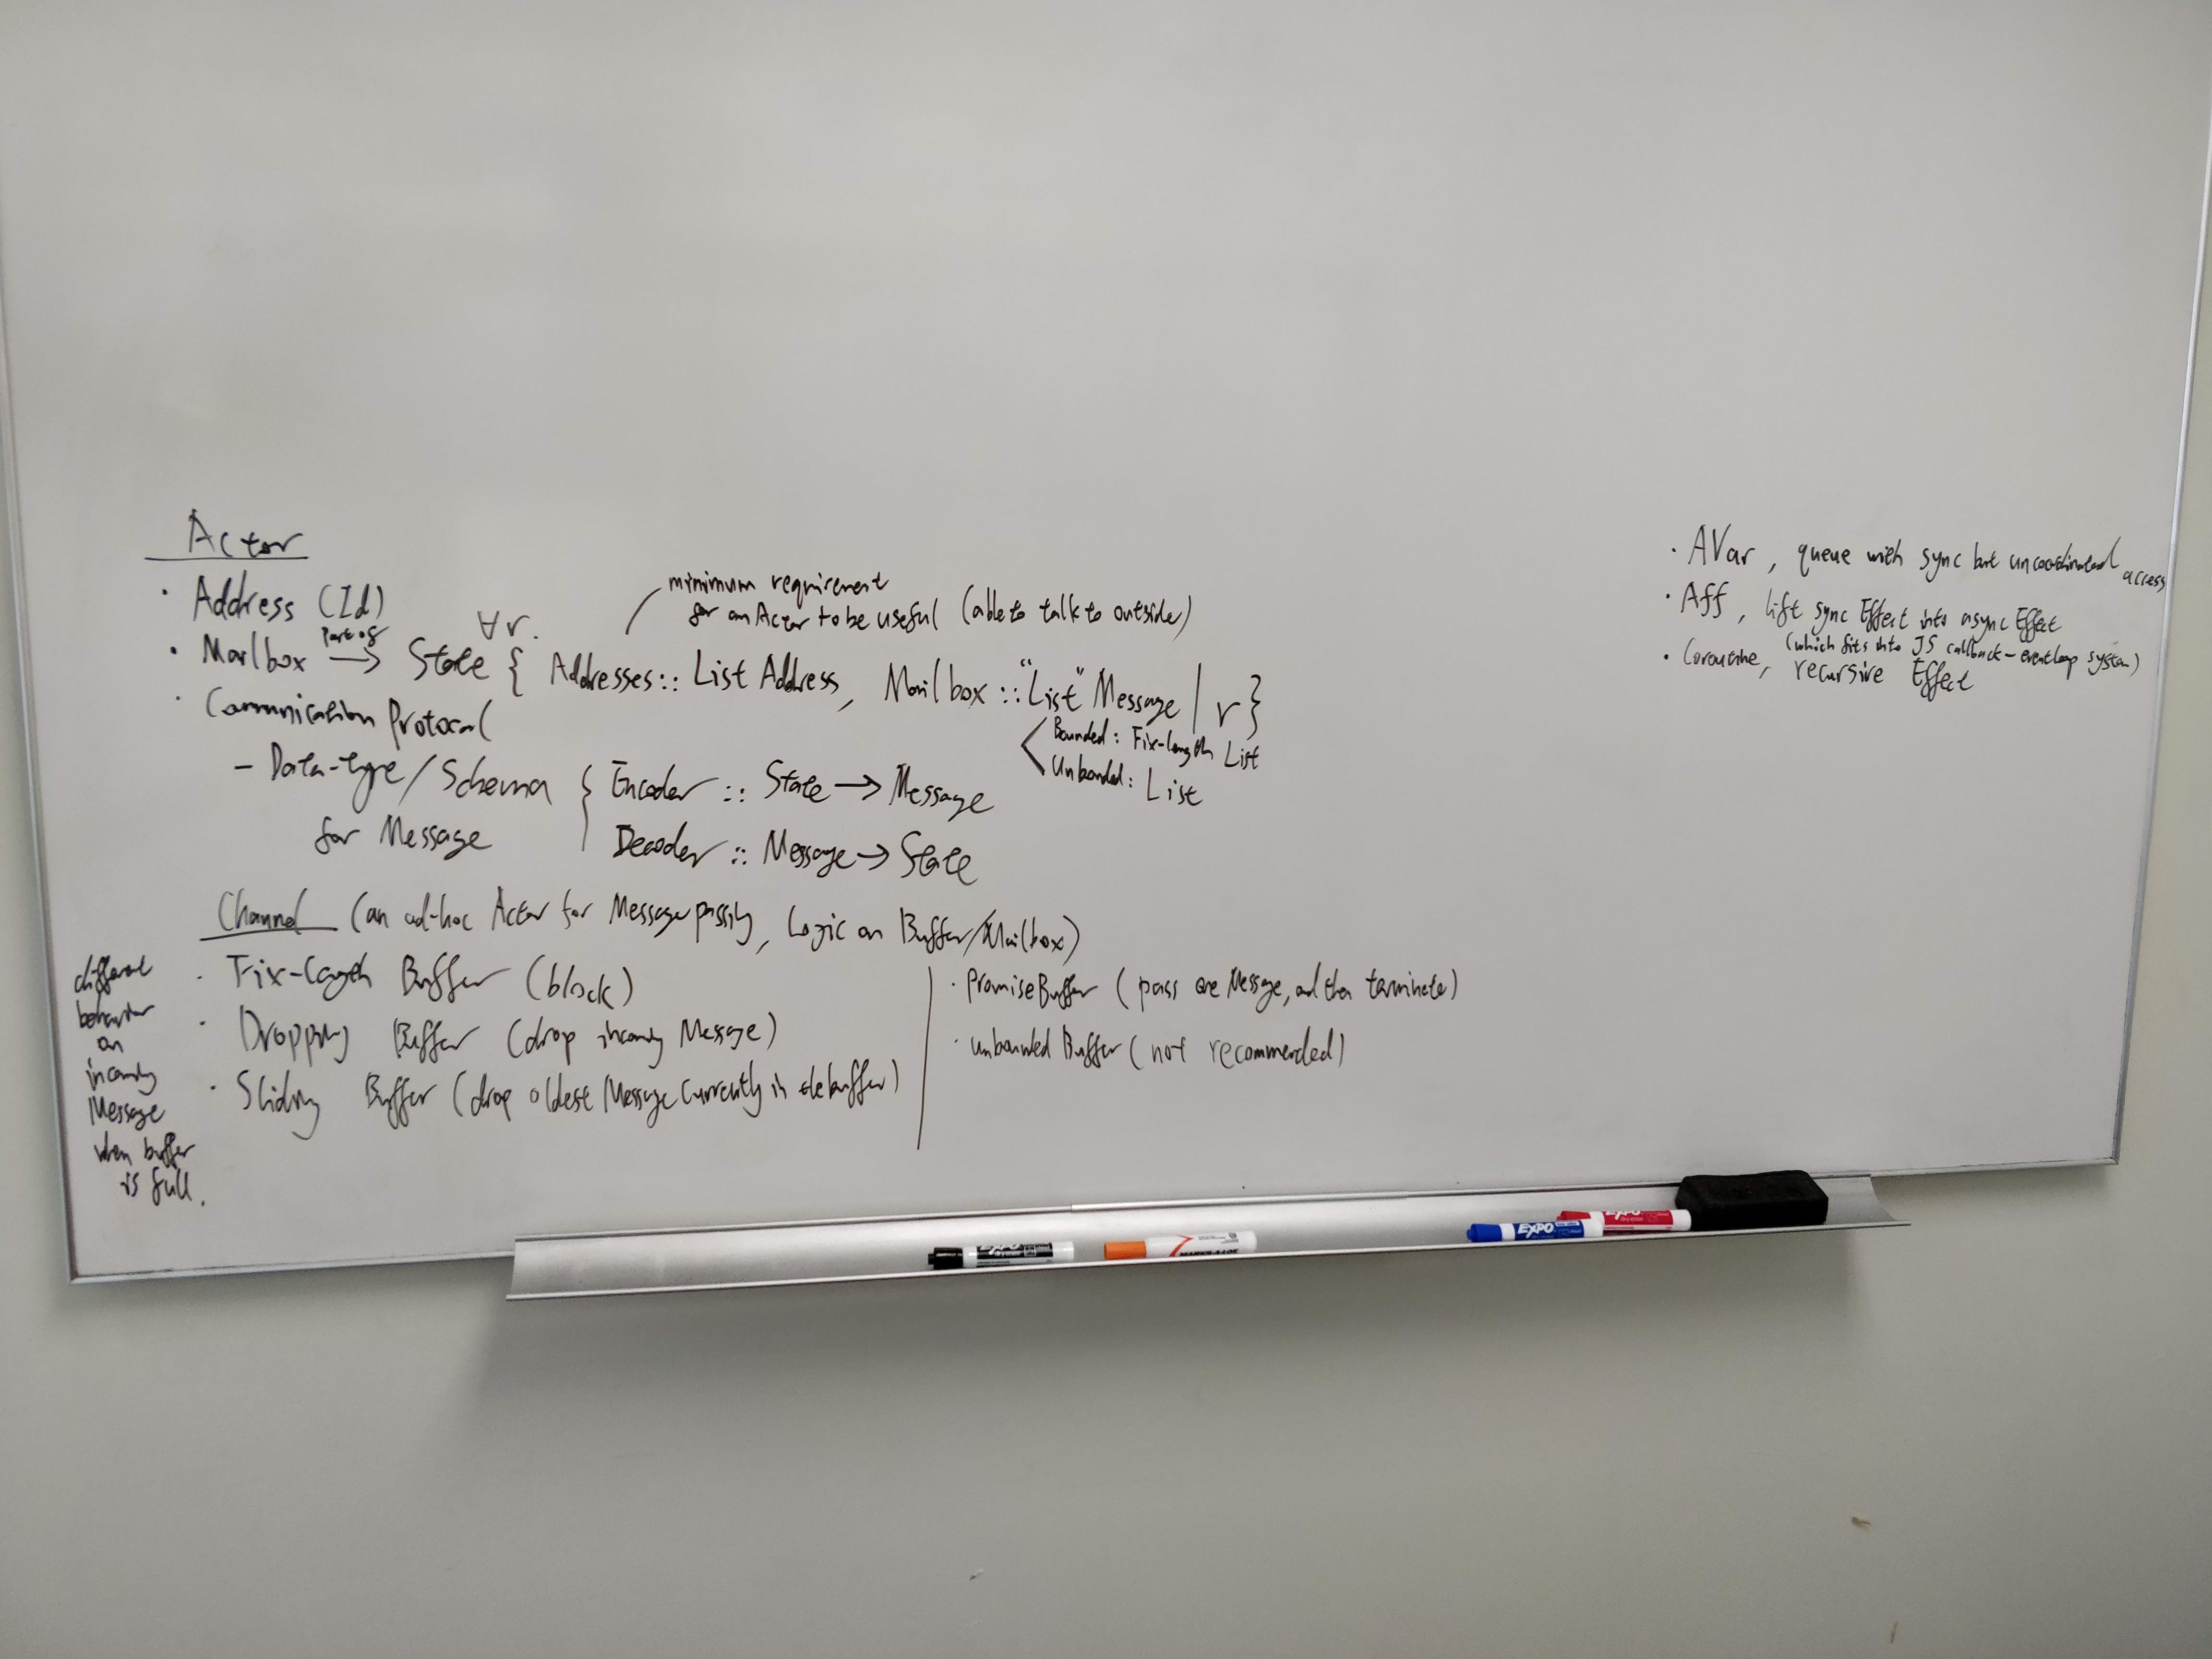 Actor
· Address (Id)
· Mailbox —part of→ State ∀r. { Addresses :: List Address, Mailbox :: "List" Message | r }
minimum requirement
for an Actor to be useful (able to talk to outside)
Bounded: Fix-length List
Unbounded: List
· Communication Protocol
- Data-type/Schema
for Message
{ Encoder :: State → Message
Decoder :: Message → State
Channel (an ad-hoc Actor for Message passing, Logic on Buffer/Mailbox)
different
behavior
on
incoming
Message
when buffer
is full.
· Fix-length Buffer (block)
· Dropping Buffer (drop incoming Message)
· Sliding Buffer (drop oldest Message currently in the buffer)
· PromiseBuffer (pass one Message, and then terminate)
· Unbounded Buffer (not recommended)
· AVar, queue with sync but uncoordinated access
· Aff, lift sync Effect into async Effect
(which fits into JS callback-eventloop system)
· Coroutine, recursive Effect
EXPO
MARKS-A-LOT
EXPO
EXPO